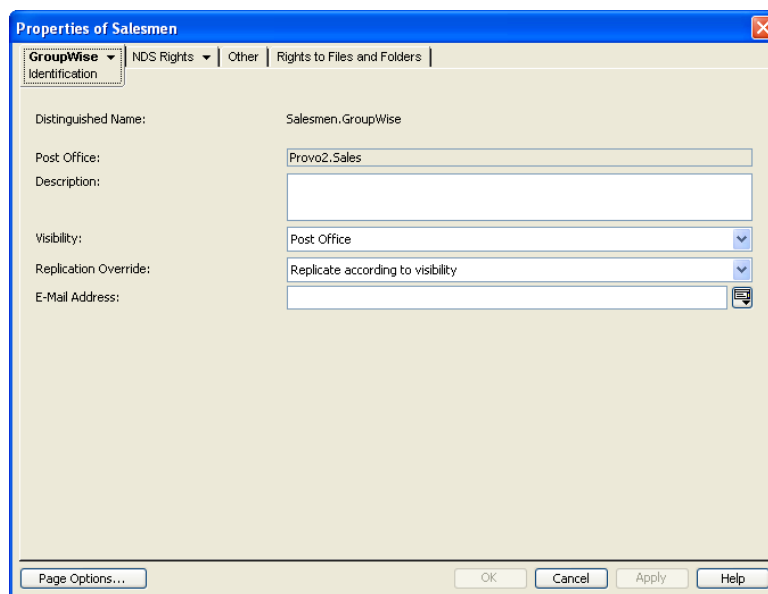 Properties of Salesmen
GroupWise NDS Rights Other Rights to Files and Folders
Identification
Distinguished Name: Salesmen.GroupWise
Post Office: Provo2.Sales
Description:
Visibility: Post Office
Replication Override: Replicate according to visibility
E-Mail Address:
Page Options... OK Cancel Apply Help